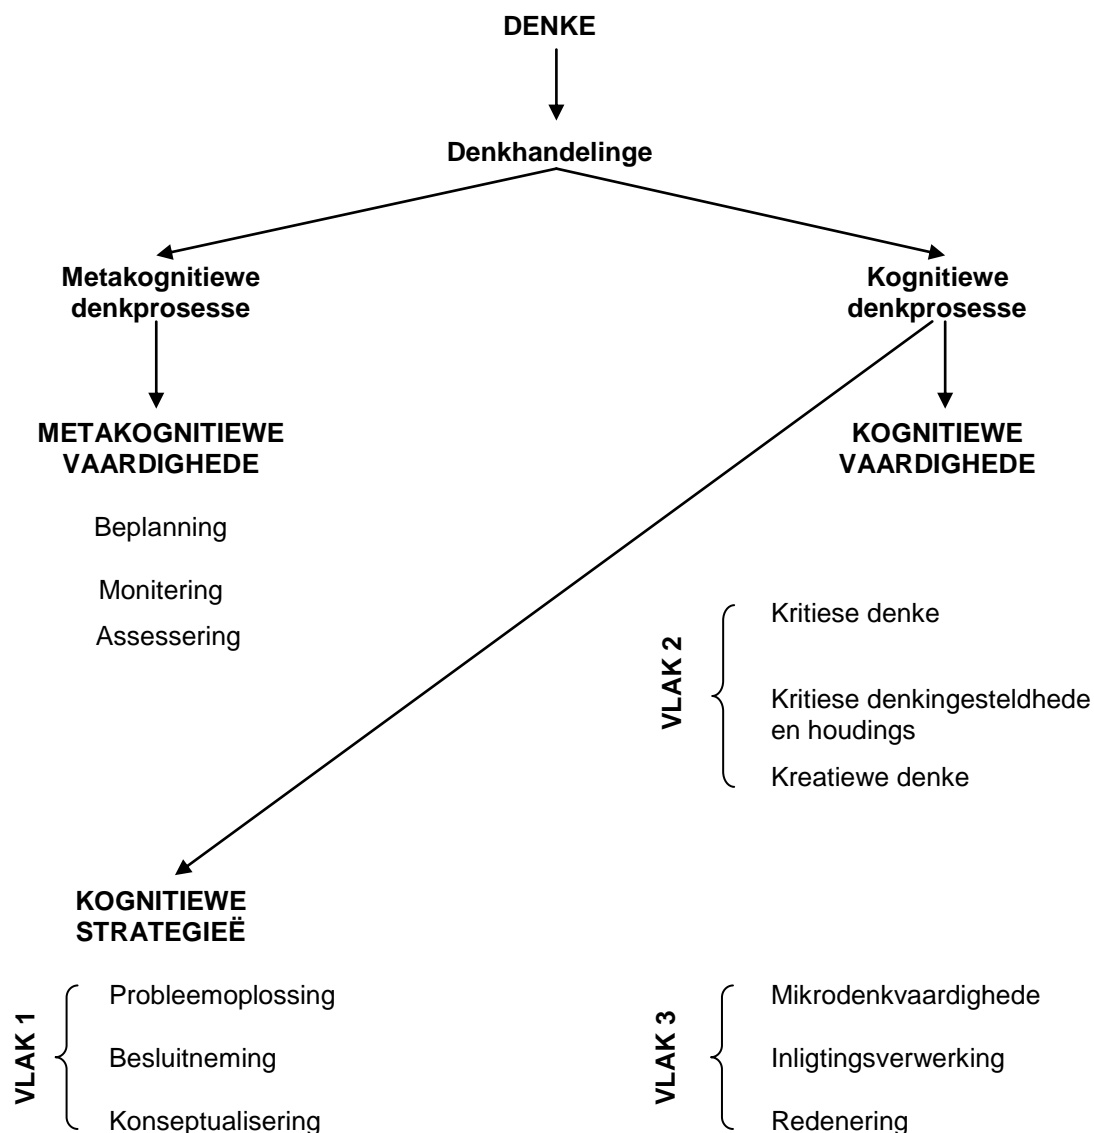 DENKE
Denkhandelinge
Metakognitiewe
denkprosesse
Kognitiewe
denkprosesse
METAKOGNITIEWE
VAARDIGHEDE
KOGNITIEWE
VAARDIGHEDE
Beplanning
Monitering
Assessering
VLAK 2
Kritiese denke
Kritiese denkingesteldhede
en houdings
Kreatiewe denke
KOGNITIEWE
STRATEGIEË
VLAK 1
Probleemoplossing
Besluitneming
Konseptualisering
VLAK 3
Mikrodenkvaardighede
Inligtingsverwerking
Redenering